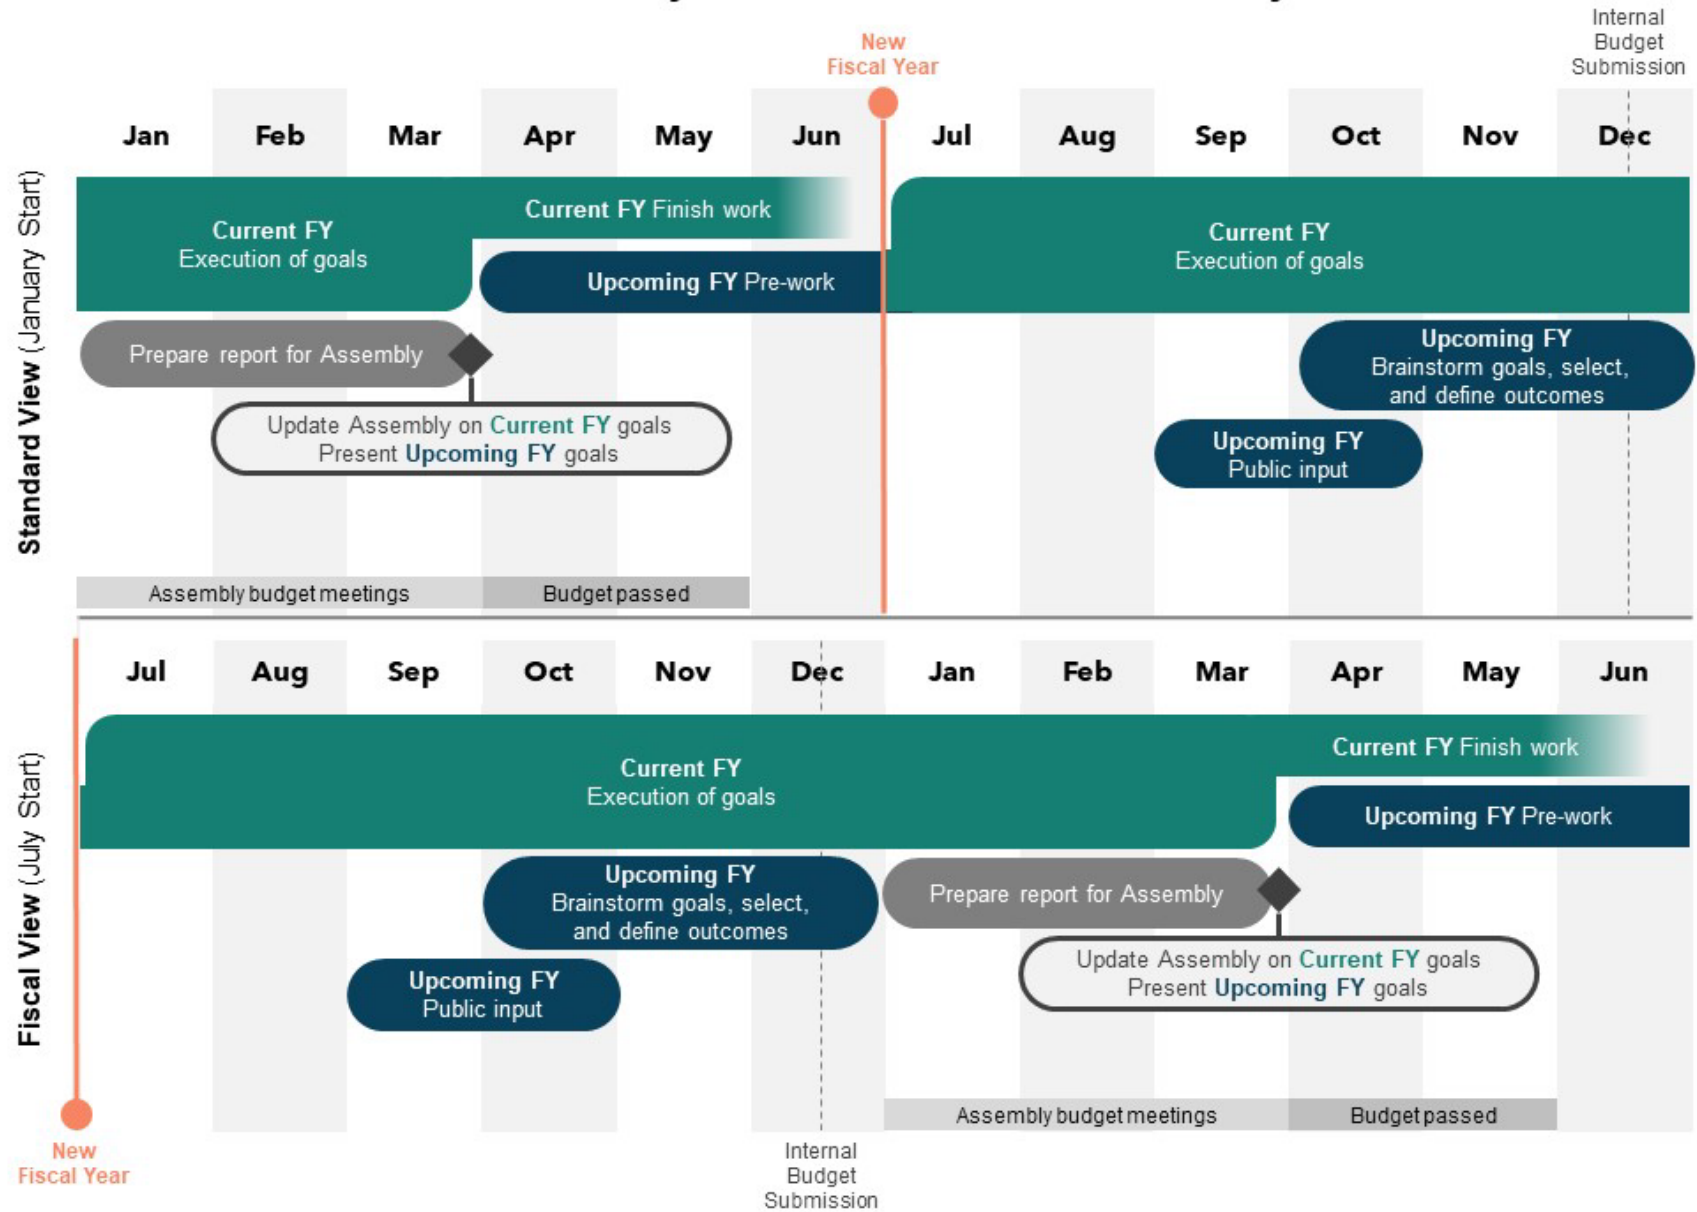 Internal
Budget
Submission
New
Fiscal Year
Jan Feb Mar Apr May Jun Jul Aug Sep Oct Nov Dec
Standard View (January Start)
Current FY
Execution of goals
Current FY Finish work
Upcoming FY Pre-work
Current FY
Execution of goals
Prepare report for Assembly
Update Assembly on Current FY goals
Present Upcoming FY goals
Upcoming FY
Brainstorm goals, select,
and define outcomes
Upcoming FY
Public input
Assembly budget meetings
Budget passed
Jul Aug Sep Oct Nov Dec Jan Feb Mar Apr May Jun
Fiscal View (July Start)
Current FY
Execution of goals
Current FY Finish work
Upcoming FY Pre-work
Upcoming FY
Brainstorm goals, select,
and define outcomes
Prepare report for Assembly
Update Assembly on Current FY goals
Present Upcoming FY goals
Upcoming FY
Public input
Assembly budget meetings
Budget passed
New
Fiscal Year
Internal
Budget
Submission